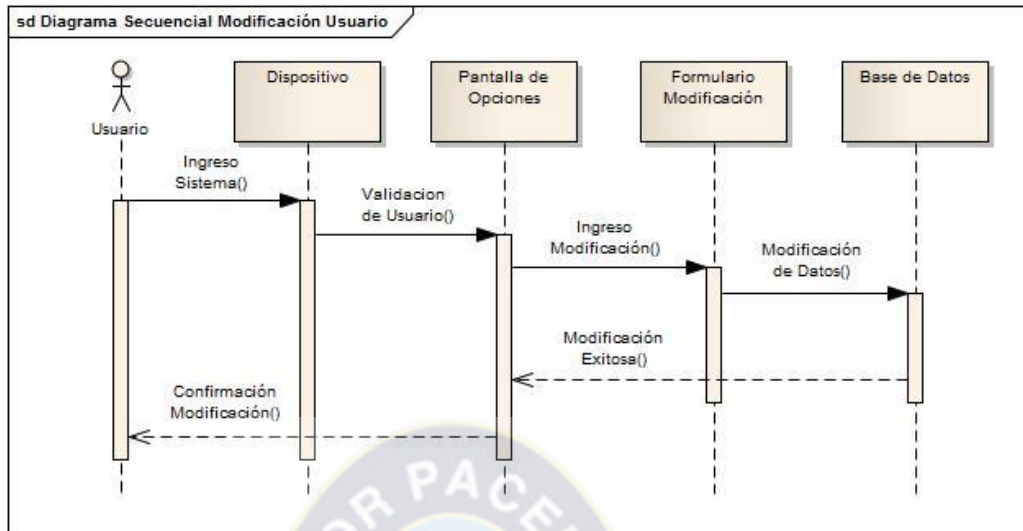 sd Diagrama Secuencial Modificación Usuario
Usuario
Dispositivo
Pantalla de
Opciones
Formulario
Modificación
Base de Datos
Ingreso
Sistema()
Validacion
de Usuario()
Ingreso
Modificación()
Modificación
de Datos()
Modificación
Exitosa()
Confirmación
Modificación()